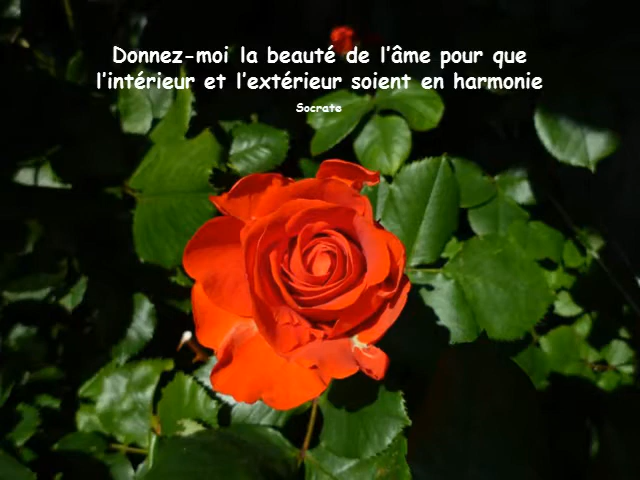 Donnez-moi la beauté de l'âme pour que
l'intérieur et l'extérieur soient en harmonie
Socrate